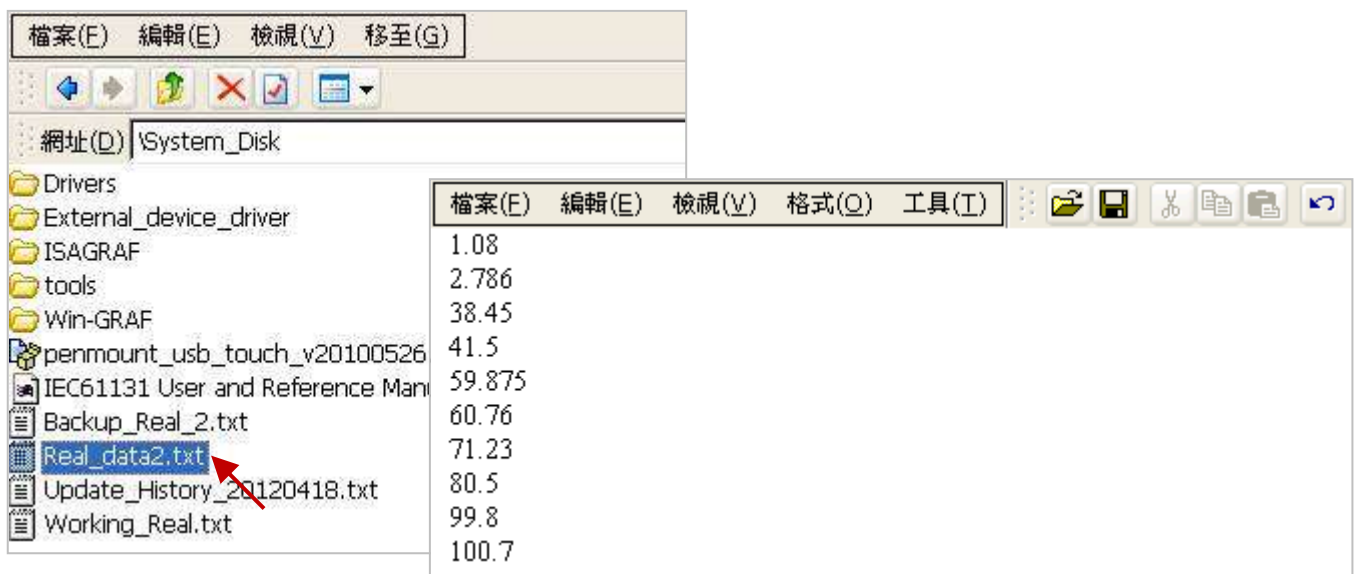 檔案(F) 編輯(E) 檢視(V) 移至(G)
網址(D) \System_Disk
Drivers
External_device_driver
ISAGRAF
tools
Win-GRAF
penmount_usb_touch_v20100526
IEC61131 User and Reference Manu
Backup_Real_2.txt
Real_data2.txt
Update_History_20120418.txt
Working_Real.txt
檔案(F) 編輯(E) 檢視(V) 格式(O) 工具(T)
1.08
2.786
38.45
41.5
59.875
60.76
71.23
80.5
99.8
100.7